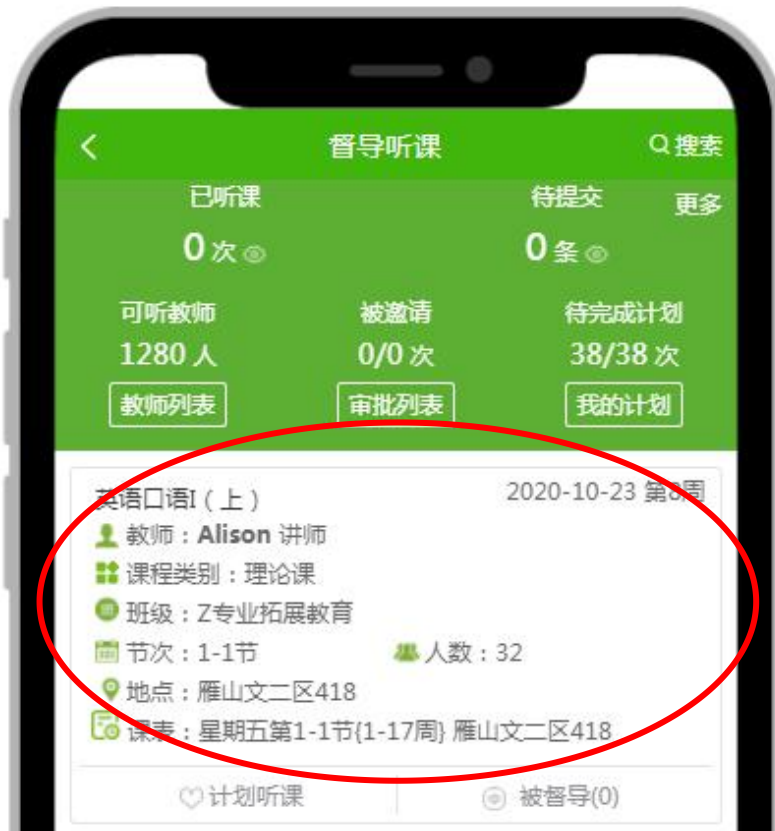 督导听课 搜索
已听课 待提交 更多
0 次 0 条
可听教师 被邀请 待完成计划
1280 人 0/0 次 38/38 次
教师列表 审批列表 我的计划
英语口语I（上） 2020-10-23 第8周
教师：Alison 讲师
课程类别：理论课
班级：Z专业拓展教育
节次：1-1节 人数：32
地点：雁山文二区418
课表：星期五第1-1节{1-17周} 雁山文二区418
计划听课 被督导(0)